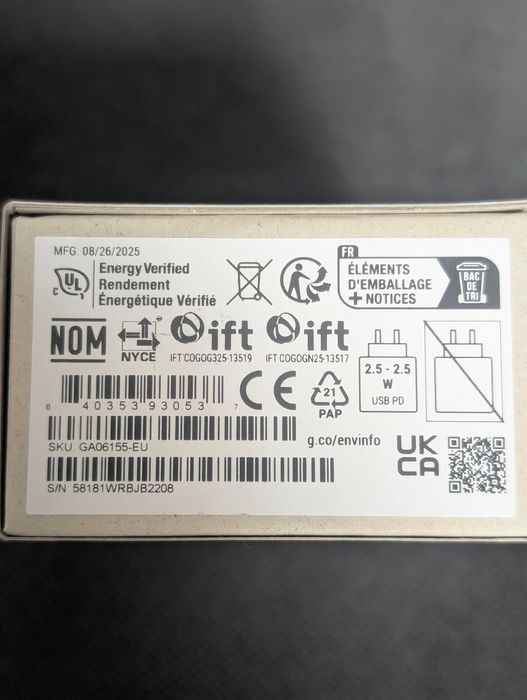 MFG: 08/26/2025
C UL
Energy Verified
Rendement
Énergétique Vérifié
FR
ÉLÉMENTS
D'EMBALLAGE
+ NOTICES
BAC
DE
TRI
NOM
NYCE
ift
IFT COGOG325-13519
ift
IFT COGOGN25-13517
2.5 - 2.5
W
USB PD
8 40353 93053 7
CE
21
PAP
SKU: GA06155-EU
g.co/envinfo
UK
CA
S/N: 58181WRBJB2208